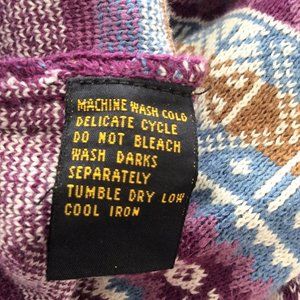 MACHINE WASH COLD
DELICATE CYCLE
DO NOT BLEACH
WASH DARKS
SEPARATELY
TUMBLE DRY LOW
COOL IRON